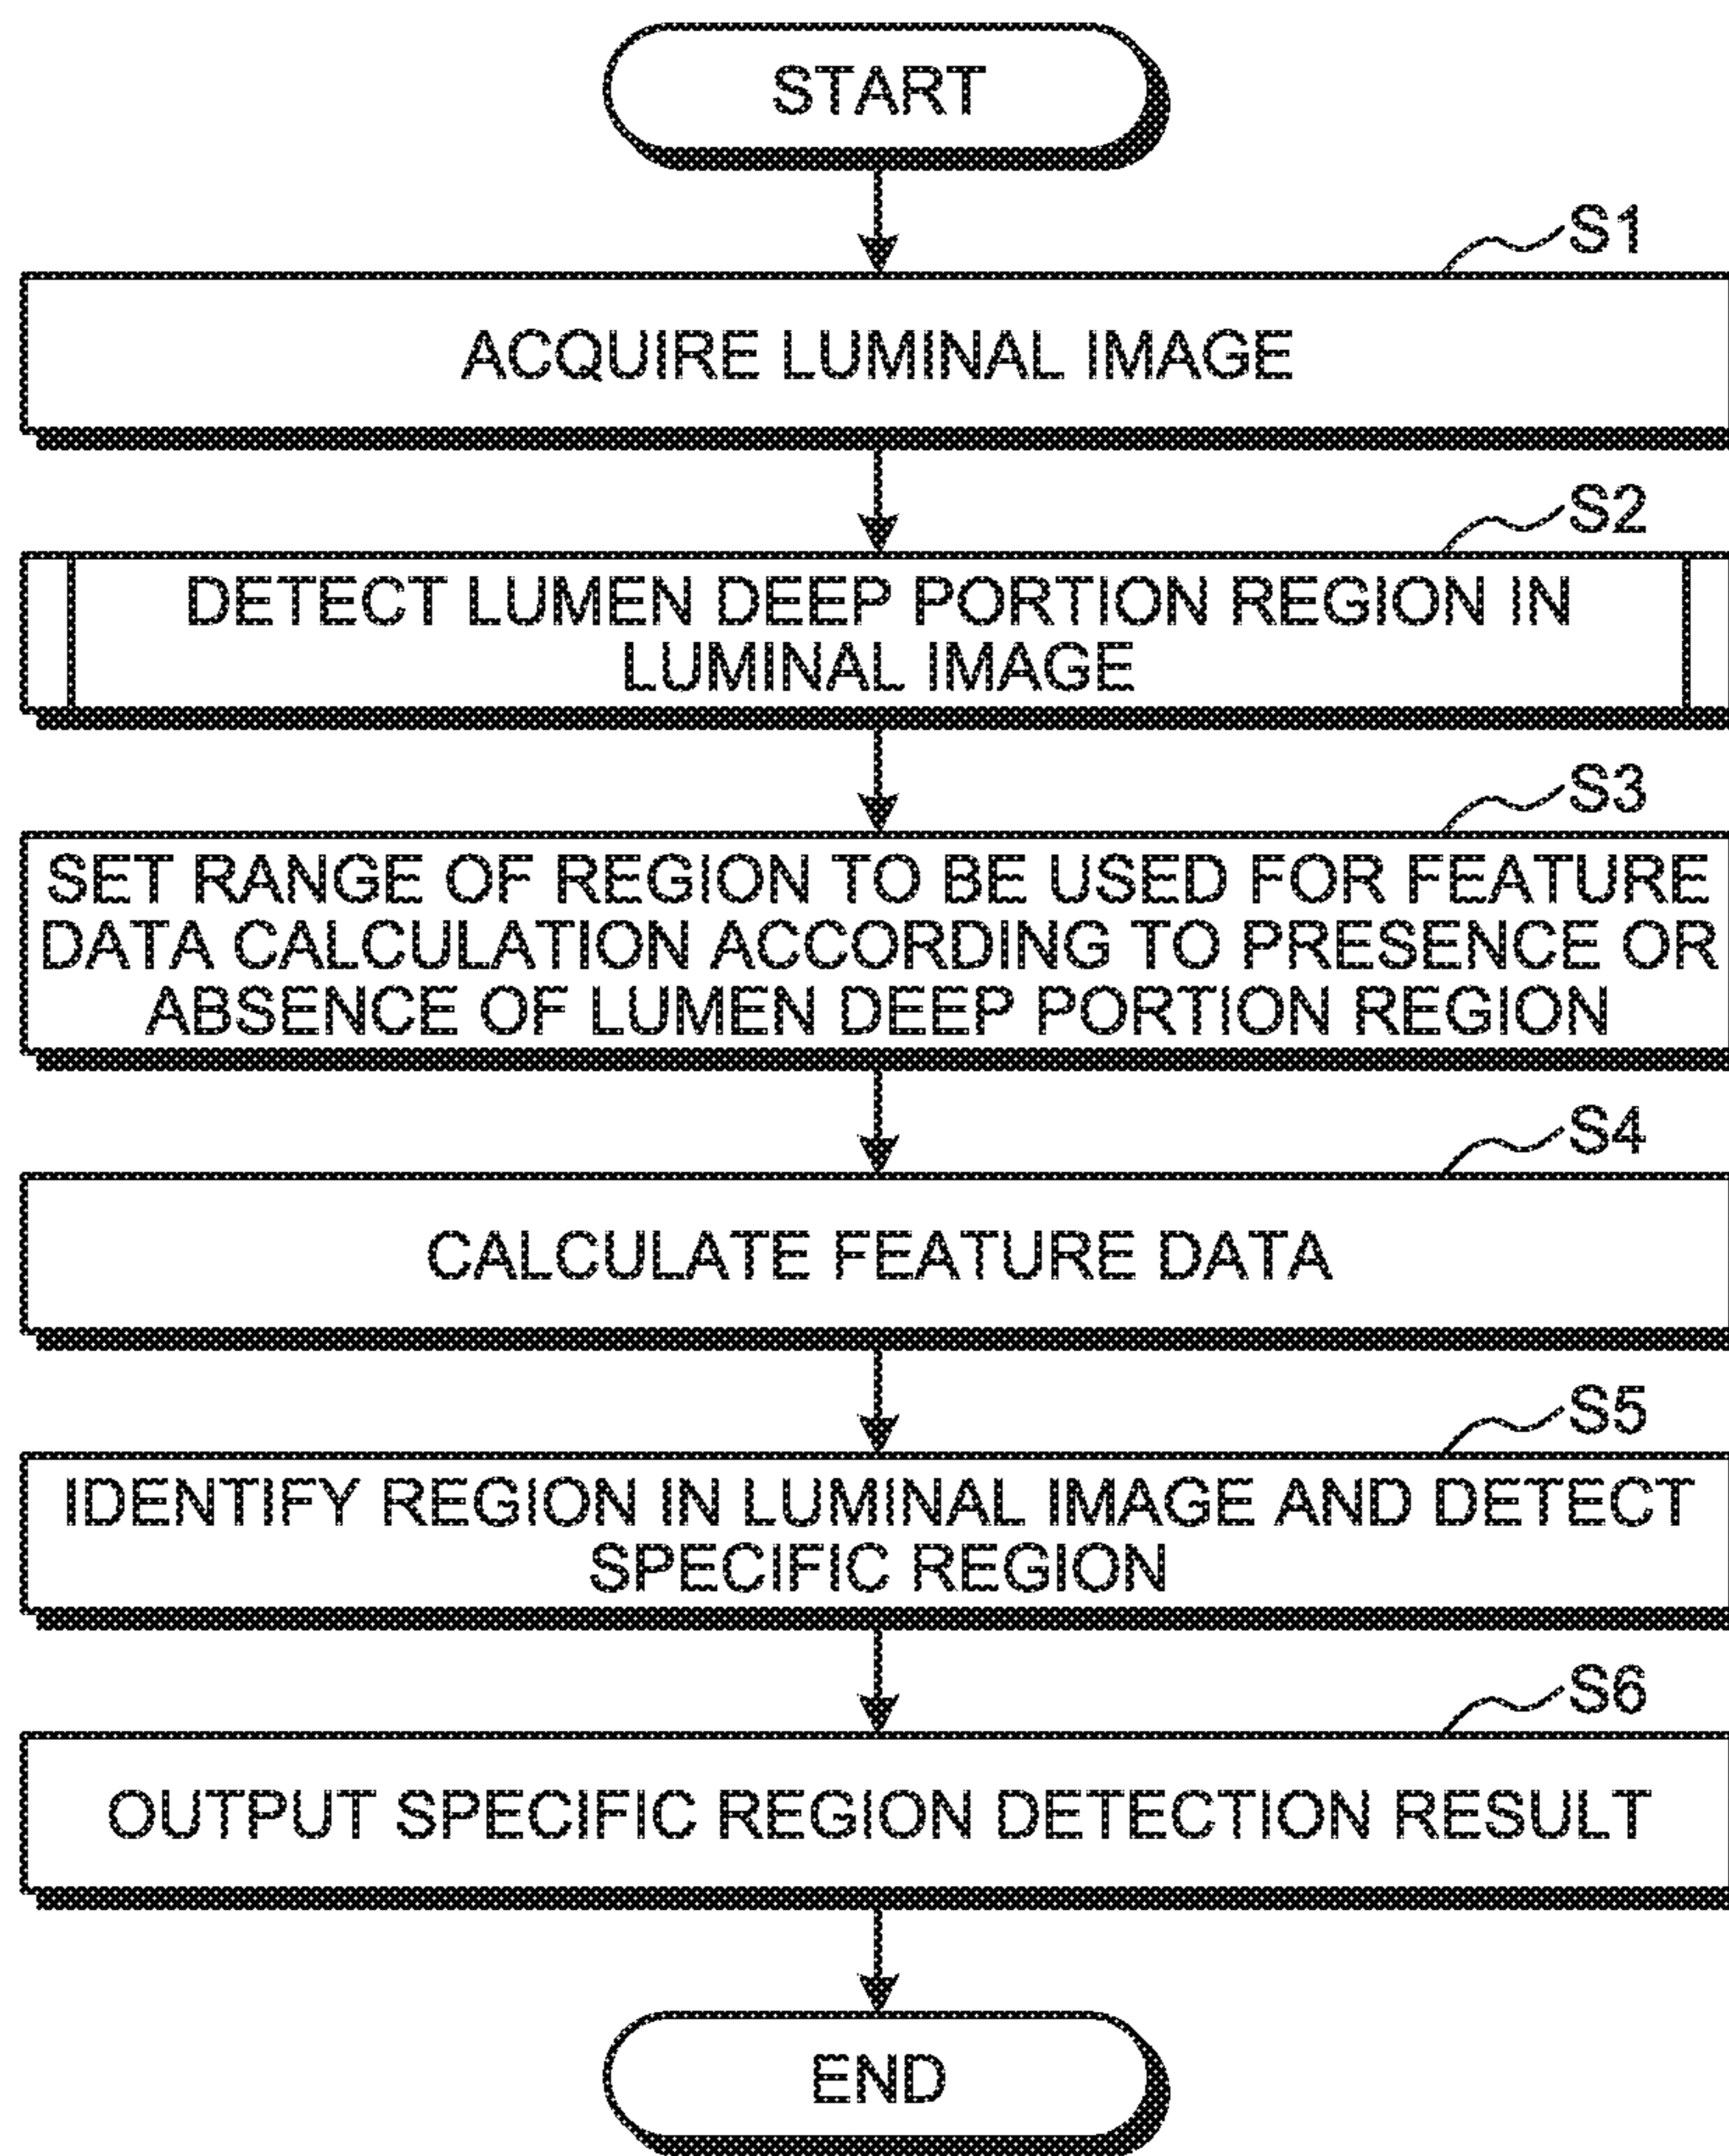 START
S1
ACQUIRE LUMINAL IMAGE
S2
DETECT LUMEN DEEP PORTION REGION IN
LUMINAL IMAGE
S3
SET RANGE OF REGION TO BE USED FOR FEATURE
DATA CALCULATION ACCORDING TO PRESENCE OR
ABSENCE OF LUMEN DEEP PORTION REGION
S4
CALCULATE FEATURE DATA
S5
IDENTIFY REGION IN LUMINAL IMAGE AND DETECT
SPECIFIC REGION
S6
OUTPUT SPECIFIC REGION DETECTION RESULT
END